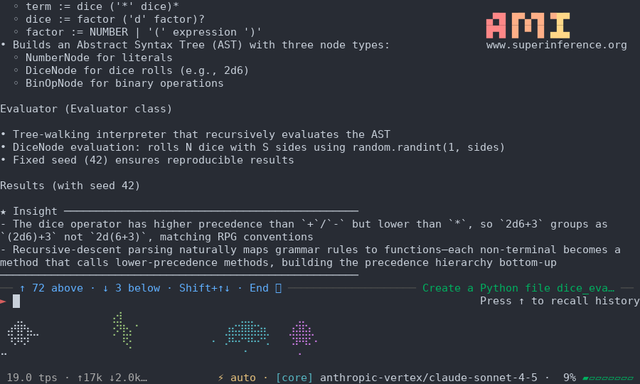 ◦ term := dice ('*' dice)*
◦ dice := factor ('d' factor)?
◦ factor := NUMBER | '(' expression ')'
AMI
• Builds an Abstract Syntax Tree (AST) with three node types:
www.superinference.org
◦ NumberNode for literals
◦ DiceNode for dice rolls (e.g., 2d6)
◦ BinOpNode for binary operations
Evaluator (Evaluator class)
• Tree-walking interpreter that recursively evaluates the AST
• DiceNode evaluation: rolls N dice with S sides using random.randint(1, sides)
• Fixed seed (42) ensures reproducible results
Results (with seed 42)
★ Insight
- The dice operator has higher precedence than `+`/`-` but lower than `*`, so `2d6+3` groups as
`(2d6)+3` not `2d(6+3)`, matching RPG conventions
- Recursive-descent parsing naturally maps grammar rules to functions—each non-terminal becomes a
method that calls lower-precedence methods, building the precedence hierarchy bottom-up
↑ 72 above · ↓ 3 below · Shift+↑↓ · End
Create a Python file dice_eva…
Press ↑ to recall history
19.0 tps · ↑17k ↓2.0k… ⚡ auto · [core] anthropic-vertex/claude-sonnet-4-5 · 9%